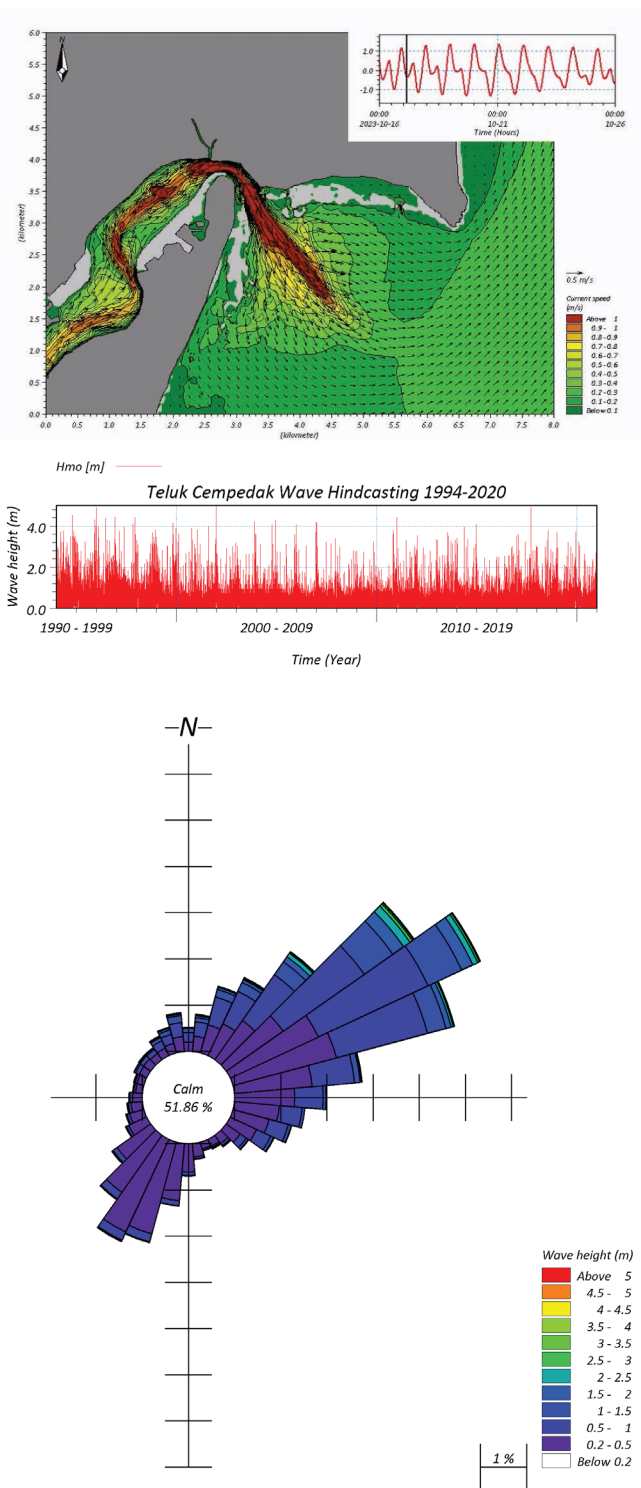 6.0
5.5
5.0
4.5
4.0
3.5
3.0
2.5
2.0
1.5
1.0
0.5
0.0
(kilometer)
N
0.0 0.5 1.0 1.5 2.0 2.5 3.0 3.5 4.0 4.5 5.0 5.5 6.0 6.5 7.0 7.5 8.0
(kilometer)
1.0
0.0
-1.0
00:00 00:00 00:00
2023-10-16 10-21 10-26
Time (Hours)
0.5 m/s
Current speed
(m/s)
Above 1
0.9 - 1
0.8-0.9
0.7-0.8
0.6-0.7
0.5-0.6
0.4-0.5
0.3-0.4
0.2-0.3
0.1-0.2
Below 0.1
Hmo [m]
Teluk Cempedak Wave Hindcasting 1994-2020
Wave height (m)
4.0
2.0
0.0
1990 - 1999 2000 - 2009 2010 - 2019
Time (Year)
N
Calm
51.86 %
Wave height (m)
Above 5
4.5 - 5
4 - 4.5
3.5 - 4
3 - 3.5
2.5 - 3
2 - 2.5
1.5 - 2
1 - 1.5
0.5 - 1
0.2 - 0.5
Below 0.2
1 %